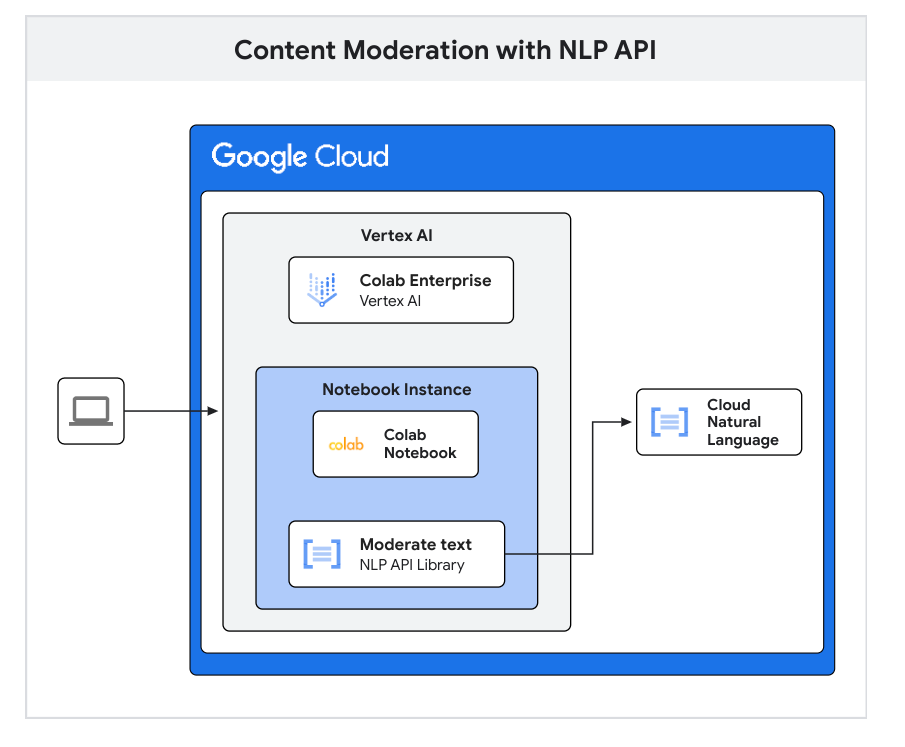 Content Moderation with NLP API
Google Cloud
Vertex AI
Colab Enterprise
Vertex AI
Notebook Instance
colab
Colab
Notebook
Moderate text
NLP API Library
Cloud
Natural
Language